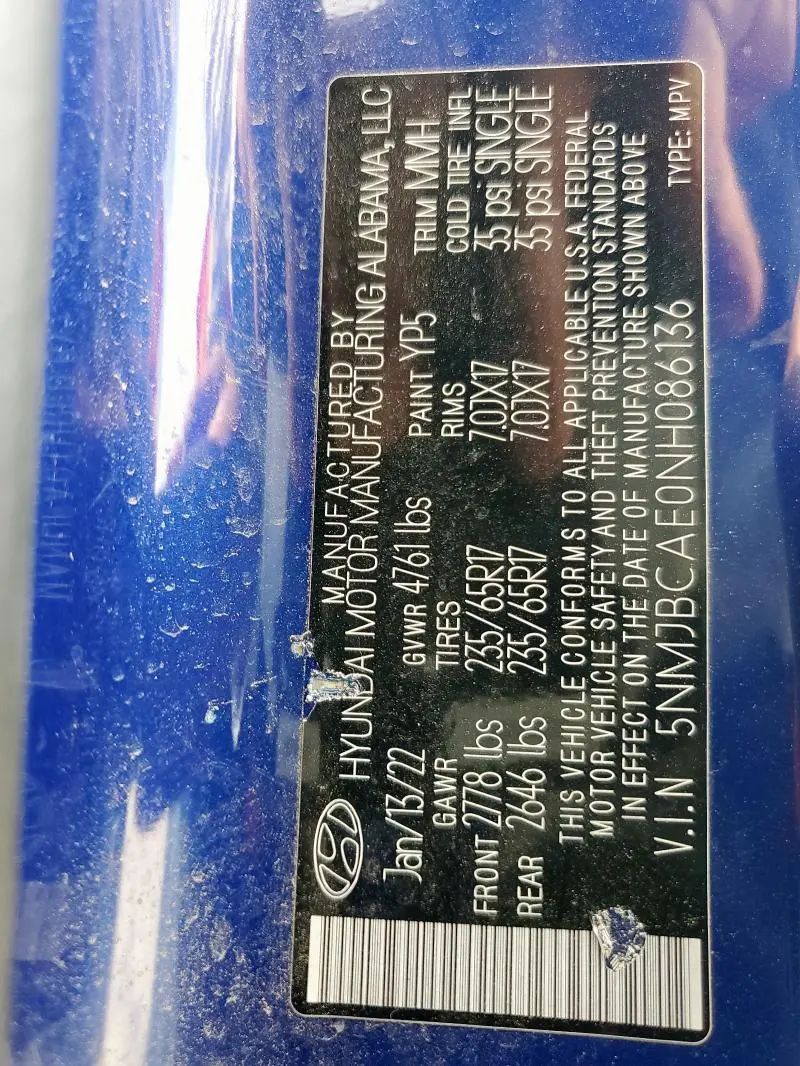 MANUFACTURED BY
HYUNDAI MOTOR MANUFACTURING ALABAMA, LLC
Jan/13/22 GVWR 4761 lbs PAINT YP5 TRIM MMH
GAWR TIRES RIMS COLD TIRE INFL
FRONT 2778 lbs 235/65R17 7.0JX17 35 psi SINGLE
REAR 2646 lbs 235/65R17 7.0JX17 35 psi SINGLE
THIS VEHICLE CONFORMS TO ALL APPLICABLE U.S.A. FEDERAL
MOTOR VEHICLE SAFETY AND THEFT PREVENTION STANDARDS
IN EFFECT ON THE DATE OF MANUFACTURE SHOWN ABOVE
V.I.N 5NMJBCAE0NH086136 TYPE: MPV